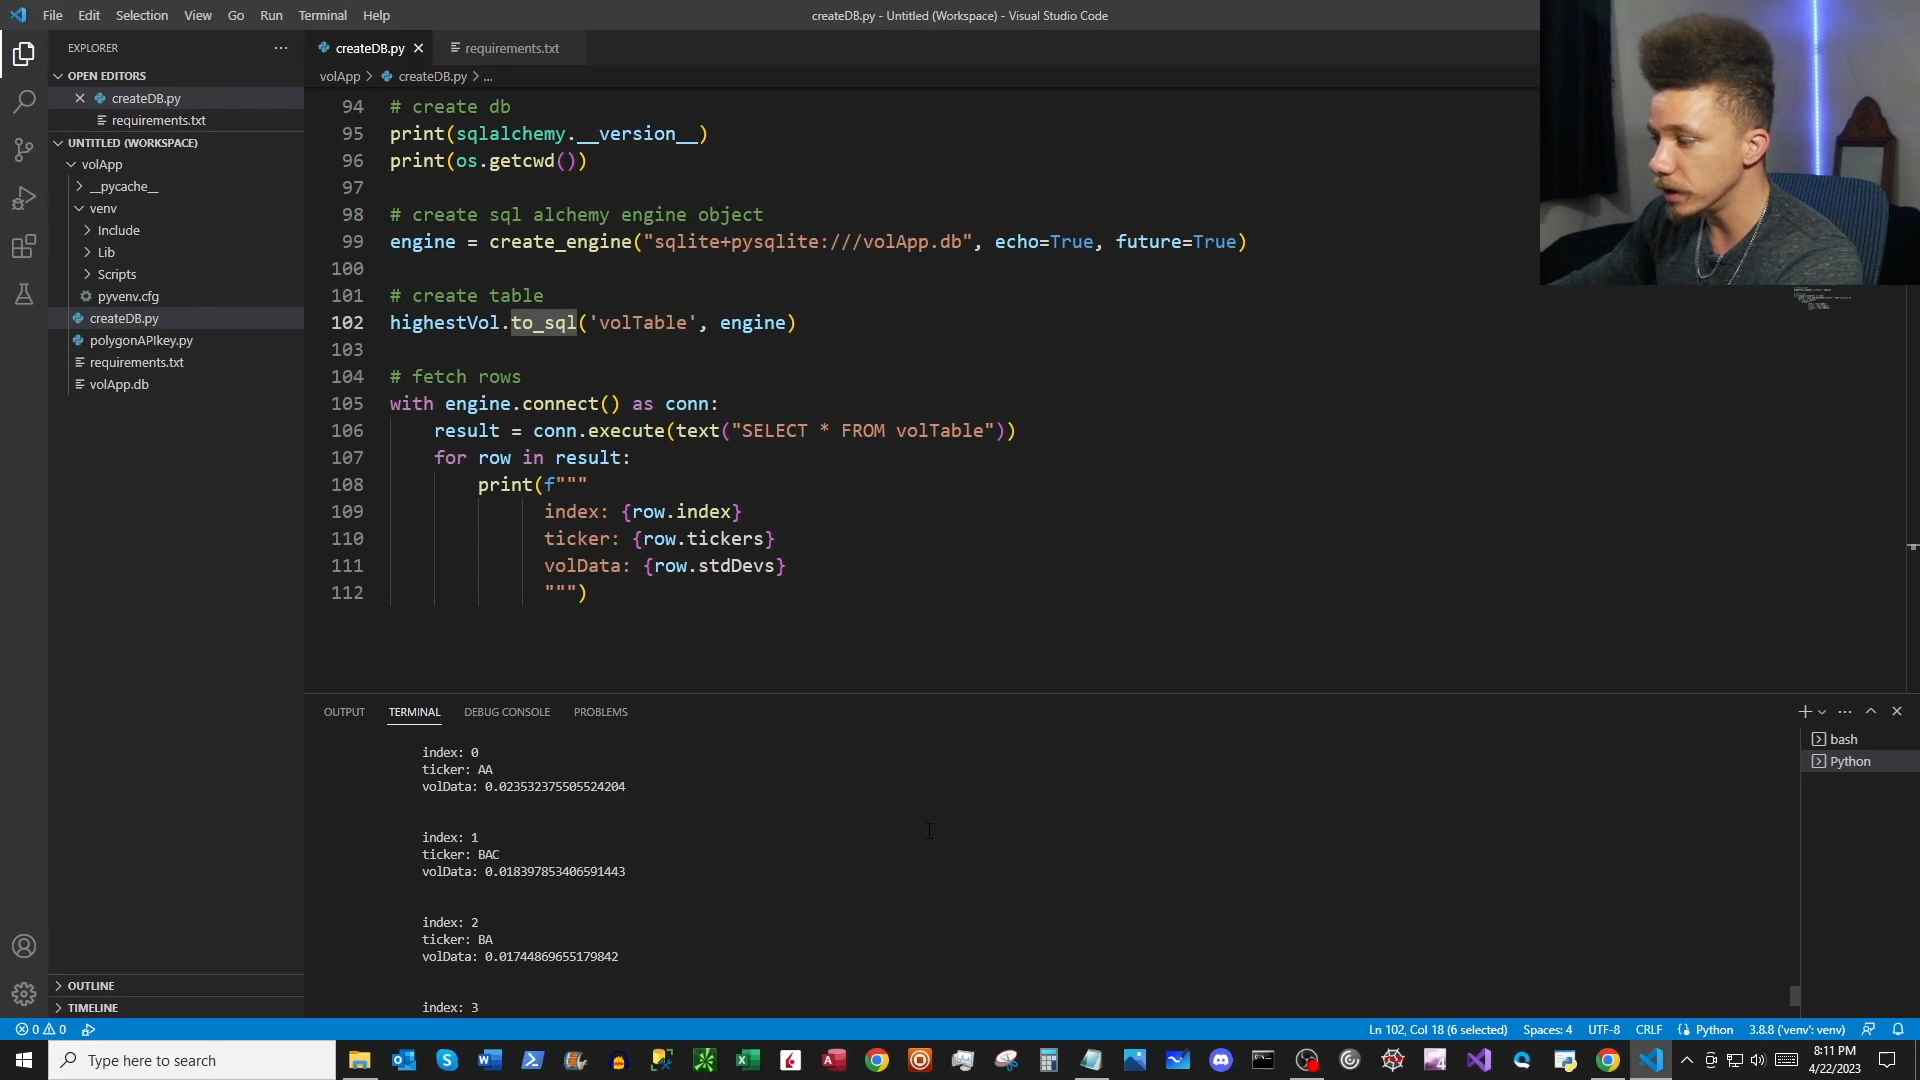 File Edit Selection View Go Run Terminal Help
createDB.py - Untitled (Workspace) - Visual Studio Code
EXPLORER
OPEN EDITORS
createDB.py
requirements.txt
UNTITLED (WORKSPACE)
volApp
__pycache__
venv
Include
Lib
Scripts
pyvenv.cfg
createDB.py
polygonAPIkey.py
requirements.txt
volApp.db
OUTLINE
TIMELINE
createDB.py
requirements.txt
volApp > createDB.py > ...
94 # create db
95 print(sqlalchemy.__version__)
96 print(os.getcwd())
97
98 # create sql alchemy engine object
99 engine = create_engine("sqlite+pysqlite:///volApp.db", echo=True, future=True)
100
101 # create table
102 highestVol.to_sql('volTable', engine)
103
104 # fetch rows
105 with engine.connect() as conn:
106 result = conn.execute(text("SELECT * FROM volTable"))
107 for row in result:
108 print(f"""
109 index: {row.index}
110 ticker: {row.tickers}
111 volData: {row.stdDevs}
112 """)
OUTPUT TERMINAL DEBUG CONSOLE PROBLEMS
index: 0
ticker: AA
volData: 0.023532375505524204
index: 1
ticker: BAC
volData: 0.018397853406591443
index: 2
ticker: BA
volData: 0.01744869655179842
index: 3
bash
Python
0 0
Ln 102, Col 18 (6 selected) Spaces: 4 UTF-8 CRLF Python 3.8.8 ('venv': venv)
Type here to search
8:11 PM
4/22/2023